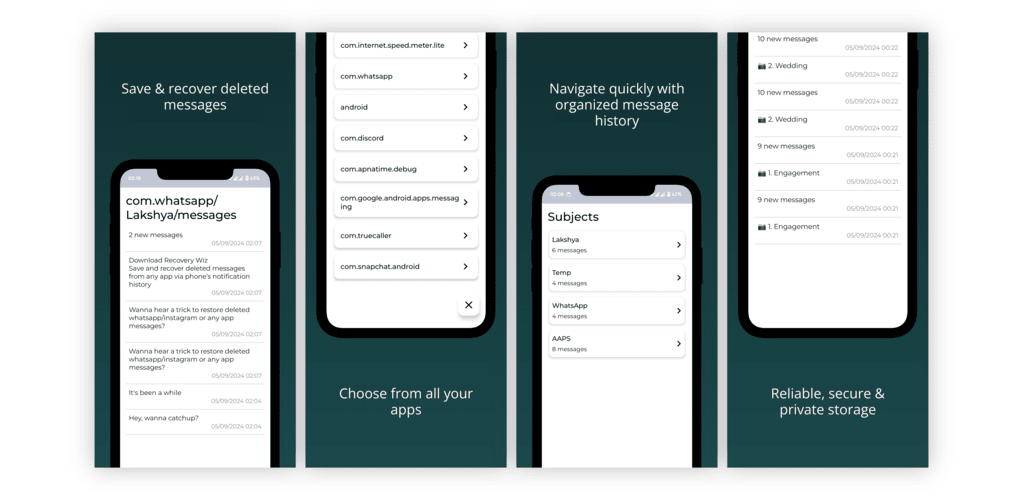 Save & recover deleted
messages
02:19
45%
com.whatsapp/
Lakshya/messages
2 new messages
05/09/2024 02:07
Download Recovery Wiz
Save and recover deleted messages
from any app via phone's notification
history
05/09/2024 02:07
Wanna hear a trick to restore deleted
whatsapp/instagram or any app
messages?
05/09/2024 02:07
Wanna hear a trick to restore deleted
whatsapp/instagram or any app
messages?
05/09/2024 02:07
It's been a while
05/09/2024 02:04
Hey, wanna catchup?
05/09/2024 02:04
com.internet.speed.meter.lite
com.whatsapp
android
com.discord
com.apnatime.debug
com.google.android.apps.messag
ing
com.truecaller
com.snapchat.android
Choose from all your
apps
Navigate quickly with
organized message
history
Subjects
Lakshya
6 messages
Temp
4 messages
WhatsApp
4 messages
AAPS
8 messages
10 new messages
05/09/2024 00:22
2. Wedding
05/09/2024 00:22
10 new messages
05/09/2024 00:22
2. Wedding
05/09/2024 00:22
9 new messages
05/09/2024 00:21
1. Engagement
05/09/2024 00:21
9 new messages
05/09/2024 00:21
1. Engagement
05/09/2024 00:21
Reliable, secure &
private storage